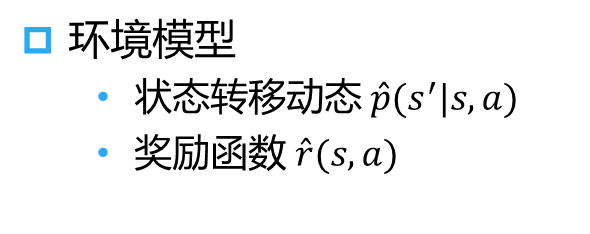 环境模型
• 状态转移动态 p̂(s′|s, a)
• 奖励函数 r̂(s, a)